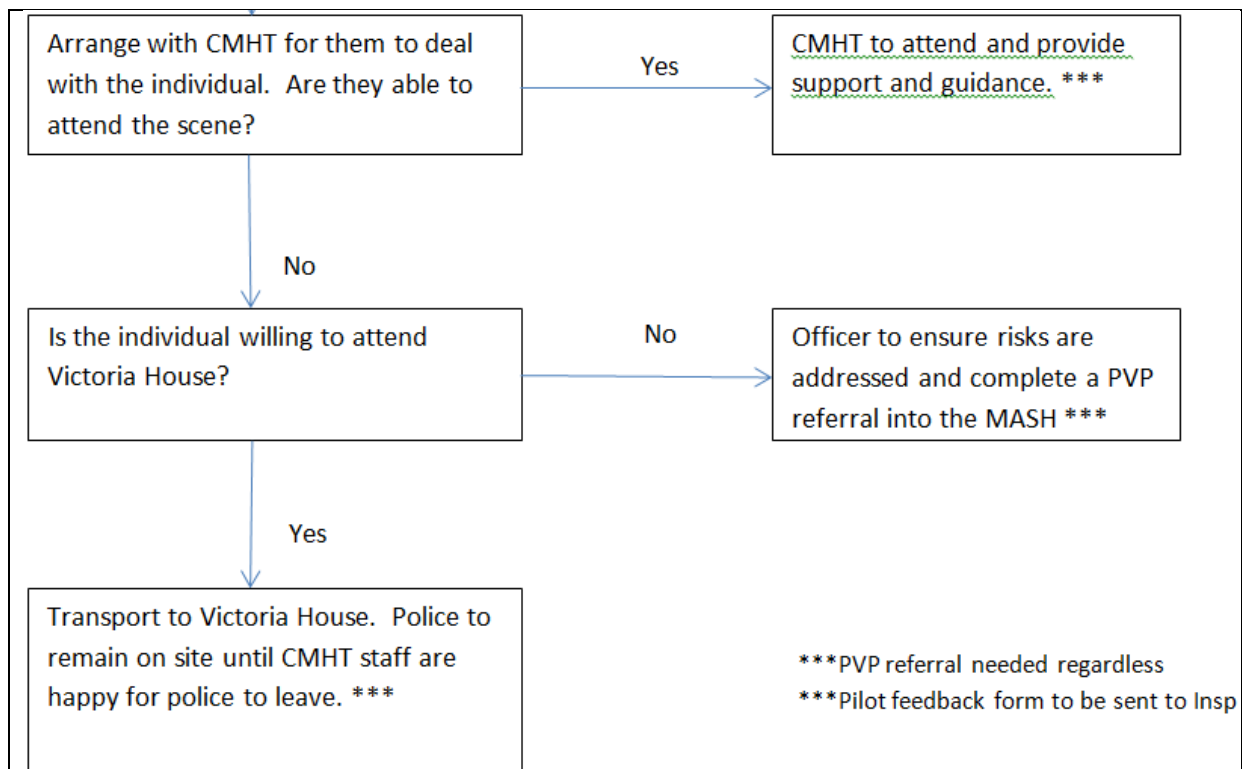 Arrange with CMHT for them to deal
with the individual.  Are they able to
attend the scene?
Yes
CMHT to attend and provide
support and guidance. ***
No
Is the individual willing to attend
Victoria House?
No
Officer to ensure risks are
addressed and complete a PVP
referral into the MASH ***
Yes
Transport to Victoria House.  Police to
remain on site until CMHT staff are
happy for police to leave. ***
***PVP referral needed regardless
***Pilot feedback form to be sent to Insp